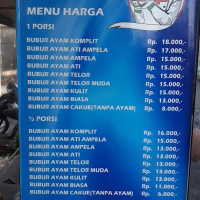 MENU HARGA
1 PORSI
BUBUR AYAM KOMPLIT Rp. 18.000,-
BUBUR AYAM ATI AMPELA Rp. 17.000,-
BUBUR AYAM AMPELA Rp. 15.000,-
BUBUR AYAM ATI Rp. 15.000,-
BUBUR AYAM TELOR Rp. 15.000,-
BUBUR AYAM TELOR MUDA Rp. 15.000,-
BUBUR AYAM KULIT Rp. 15.000,-
BUBUR AYAM BIASA Rp. 13.000,-
BUBUR AYAM CAKUE(TANPA AYAM) Rp. 8.000,-
½ PORSI
BUBUR AYAM KOMPLIT Rp. 16.000,-
BUBUR AYAM ATI AMPELA Rp. 15.000,-
BUBUR AYAM AMPELA Rp. 13.000,-
BUBUR AYAM ATI Rp. 13.000,-
BUBUR AYAM TELOR Rp. 13.000,-
BUBUR AYAM TELOR MUDA Rp. 13.000,-
BUBUR AYAM KULIT Rp. 13.000,-
BUBUR AYAM BIASA Rp. 11.000,-
BUBUR AYAM CAKUE(TANPA AYAM) Rp. 6.000,-